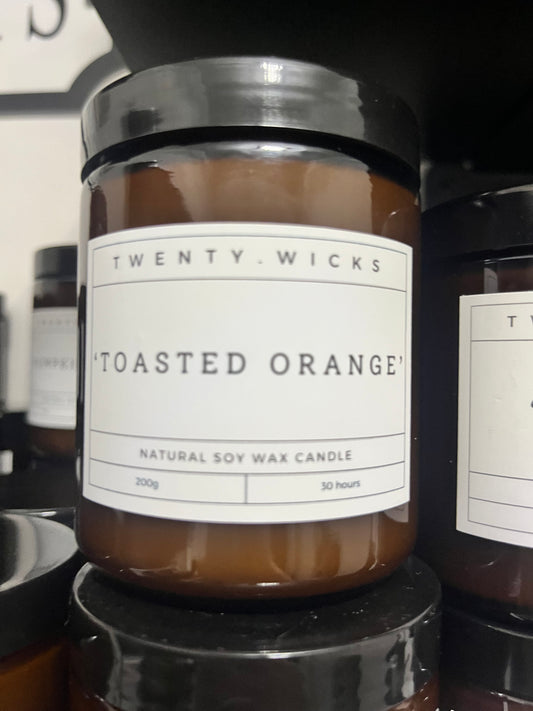 TWENTY.WICKS
'TOASTED ORANGE'
NATURAL SOY WAX CANDLE
200g
30 hours